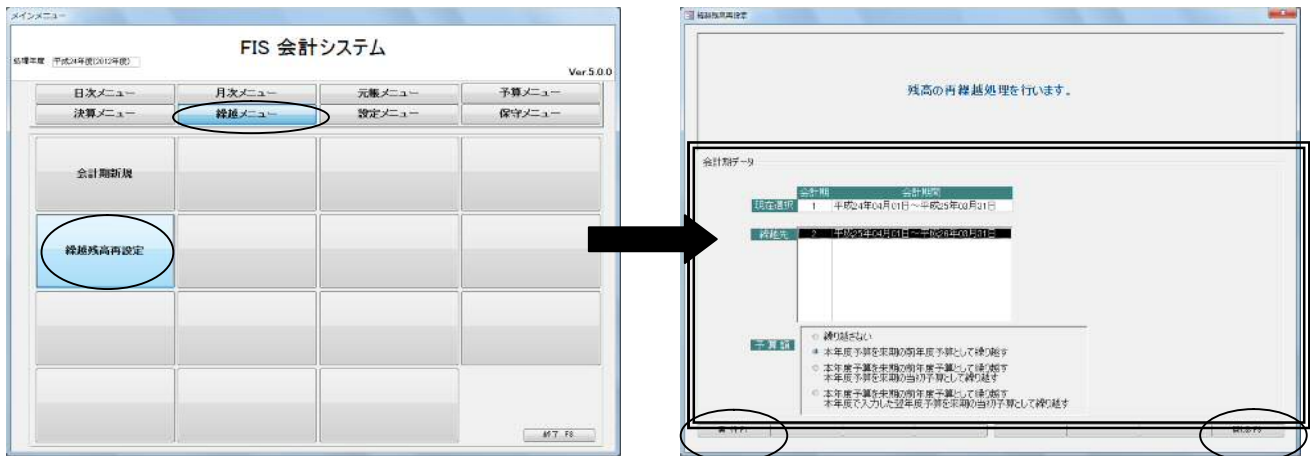 メインメニュー
FIS 会計システム
処理年度 平成24年度(2012年度)
Ver.5.0.0
日次メニュー 月次メニュー 元帳メニュー 予算メニュー
決算メニュー 繰越メニュー 設定メニュー 保守メニュー
会計期新規
繰越残高再設定
終了 F8
繰越残高再設定
残高の再繰越処理を行います。
会計期データ
会計期 会計期間
現在選択 1 平成24年04月01日～平成25年03月31日
繰越先 2 平成25年04月01日～平成26年03月31日
予算額
繰り越さない
本年度予算を来期の前年度予算として繰り越す
本年度予算を来期の前年度予算として繰り越す
本年度予算を来期の当初予算として繰り越す
本年度予算を来期の前年度予算として繰り越す
本年度で入力した翌年度予算を来期の当初予算として繰り越す